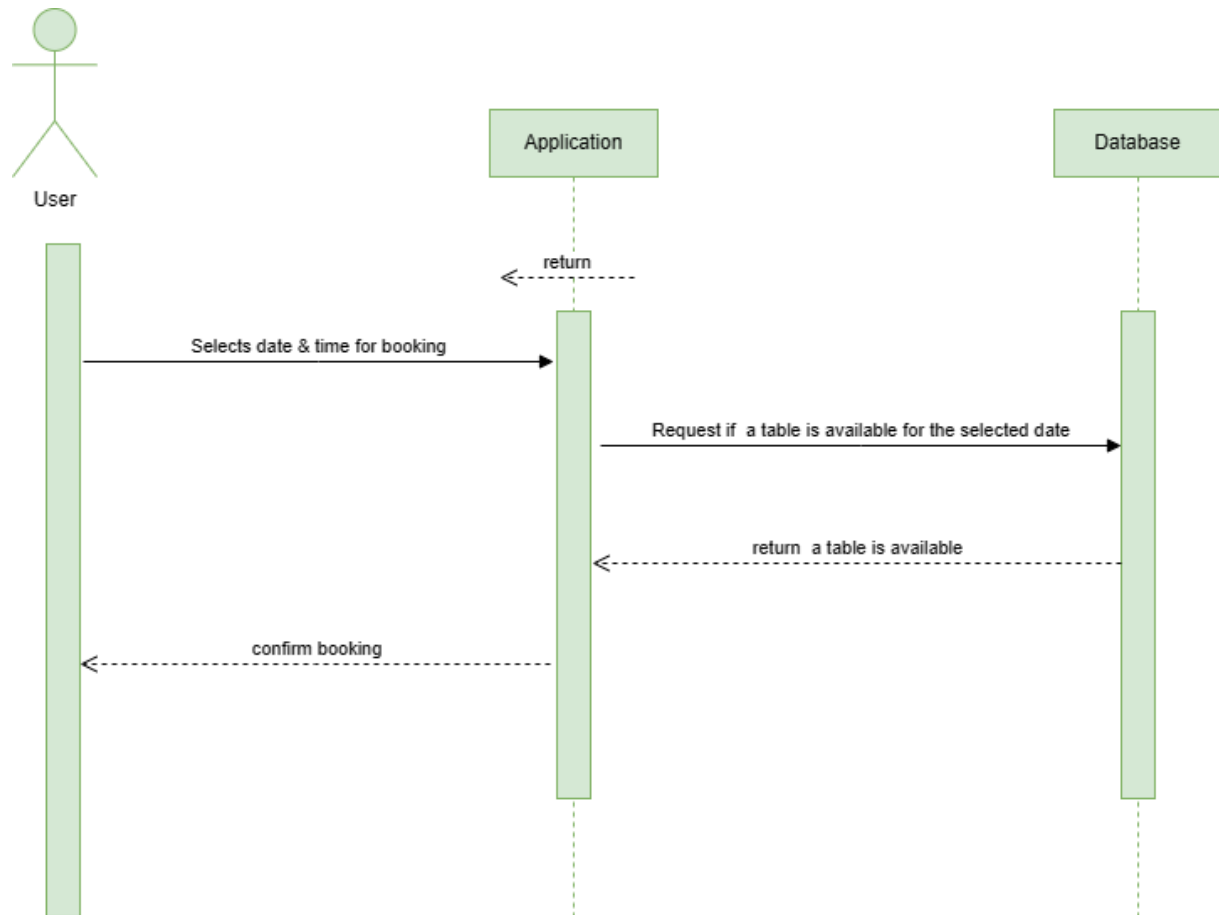 Application
Database
User
return
Selects date & time for booking
Request if  a table is available for the selected date
return  a table is available
confirm booking